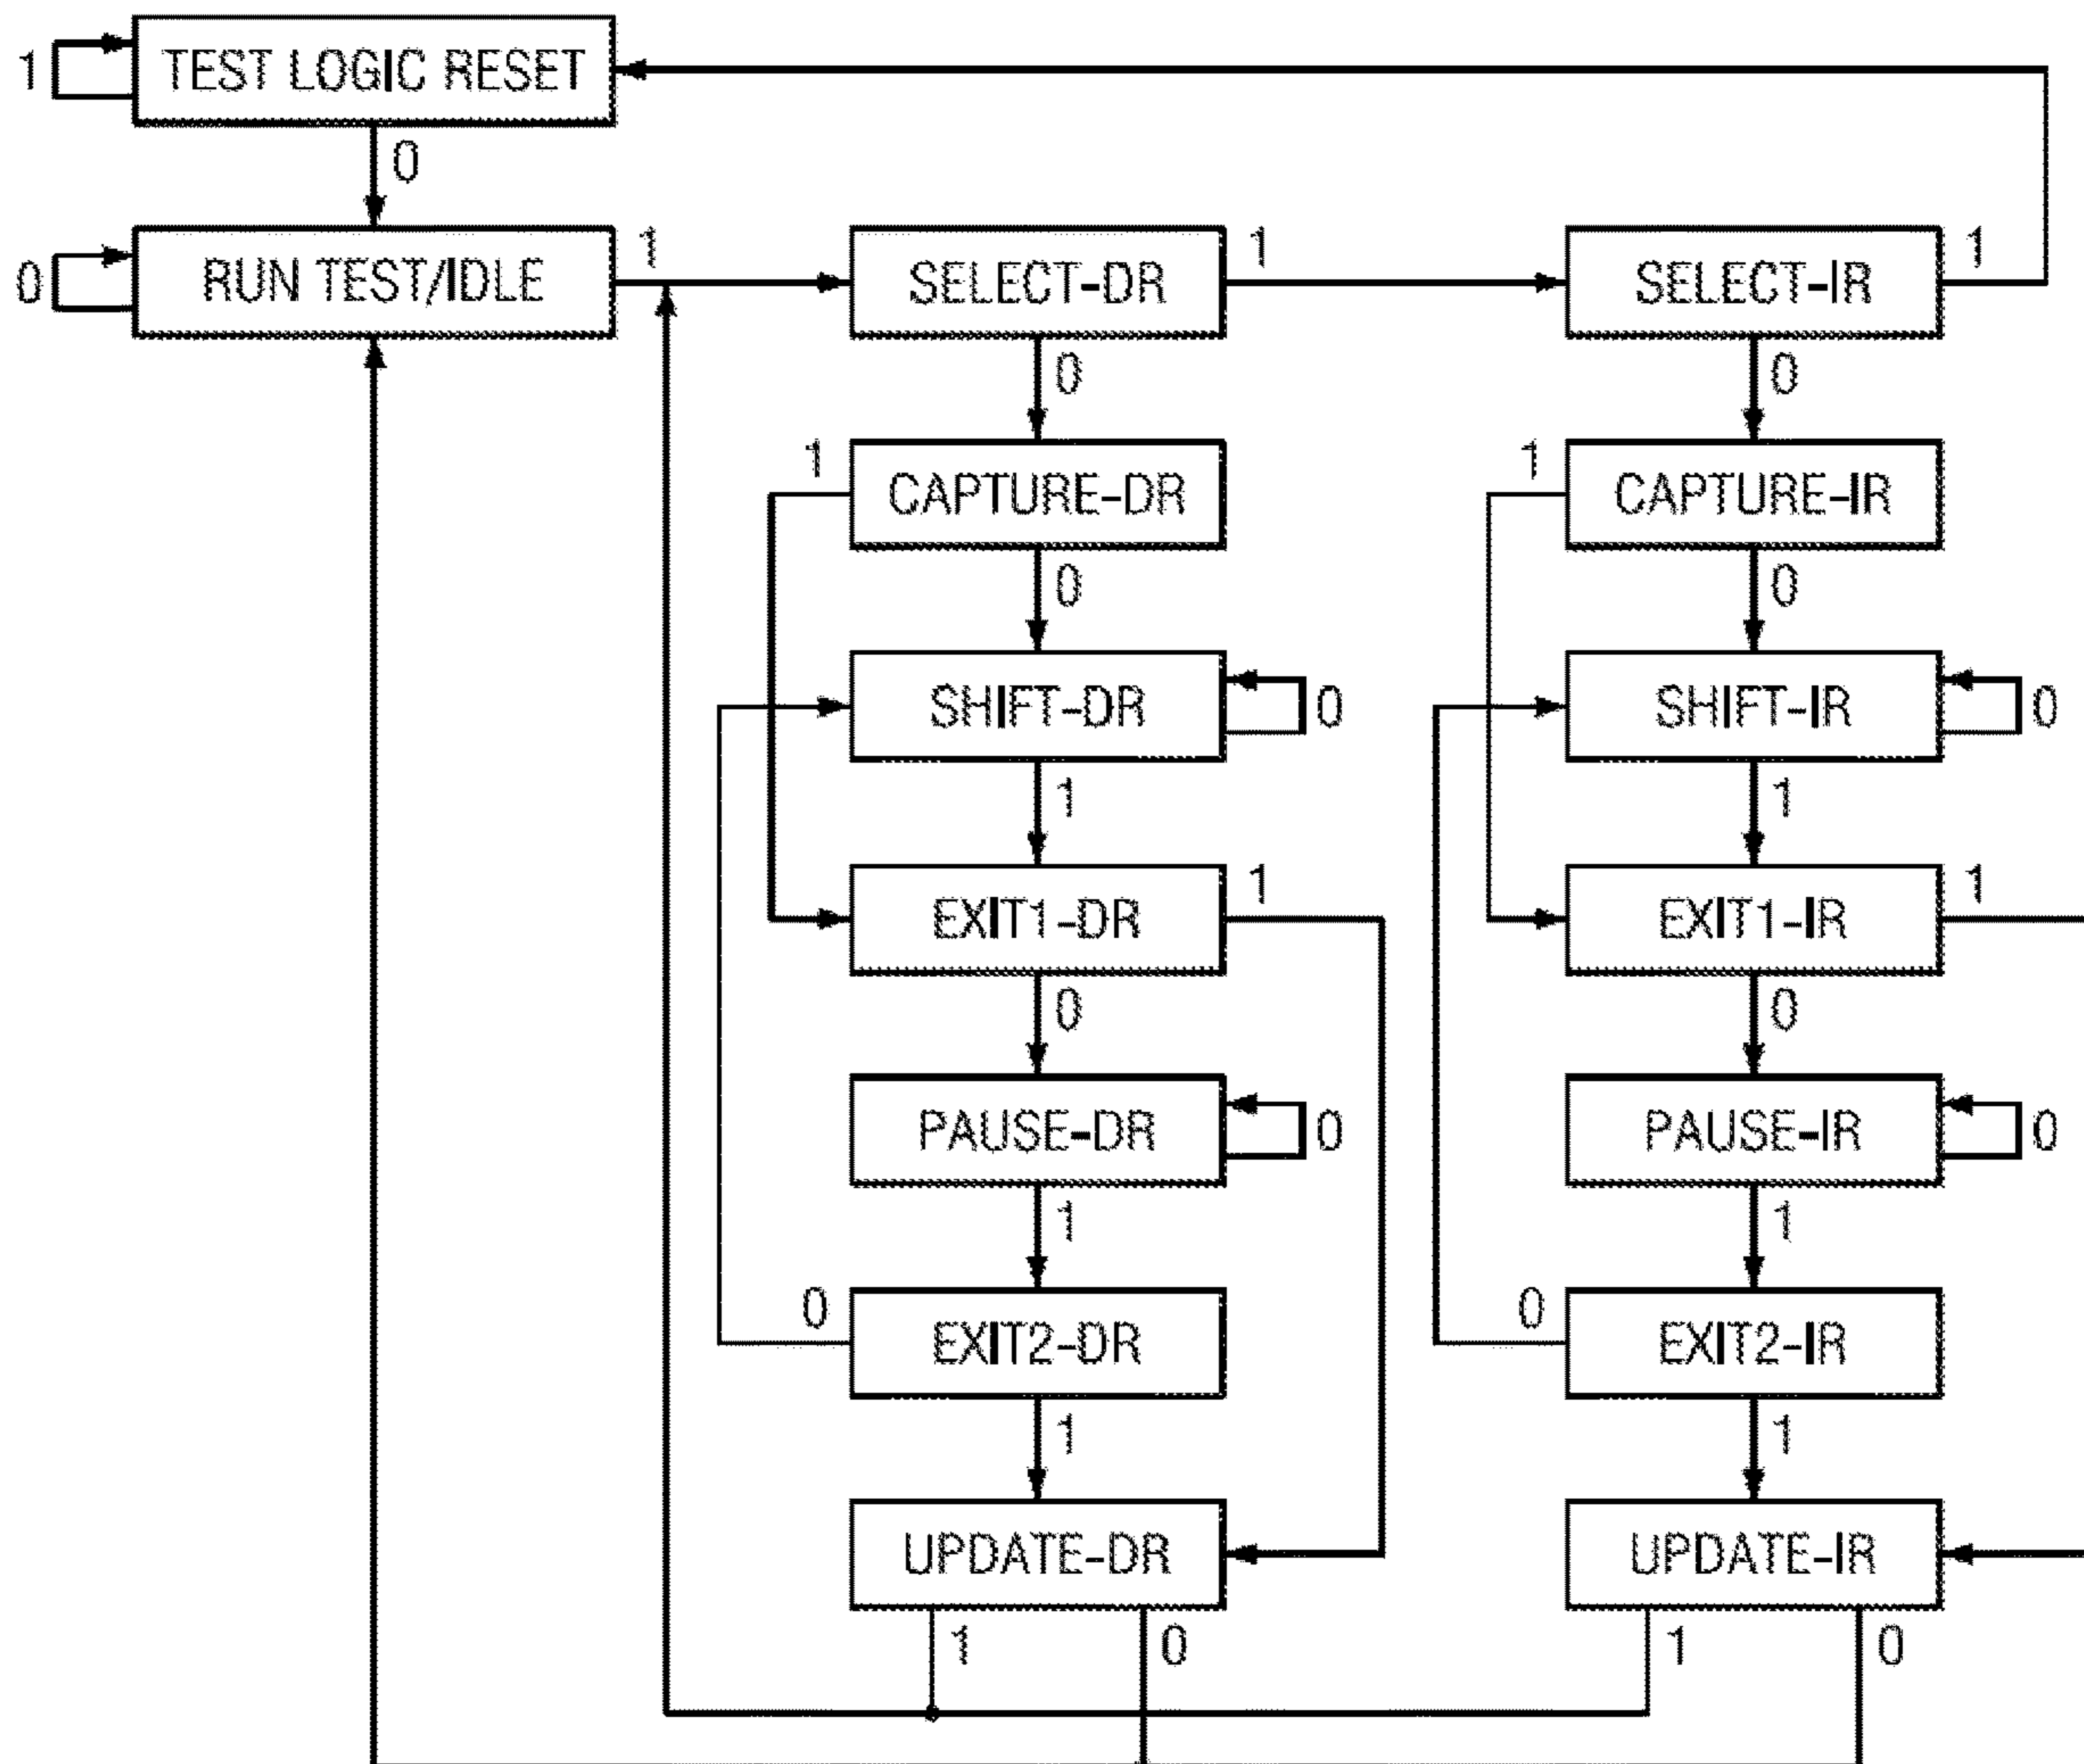 TEST LOGIC RESET
1
0
RUN TEST/IDLE
0
1
SELECT-DR
1
SELECT-IR
1
0
0
1
CAPTURE-DR
1
CAPTURE-IR
0
0
SHIFT-DR
0
SHIFT-IR
0
1
1
EXIT1-DR
1
EXIT1-IR
1
0
0
PAUSE-DR
0
PAUSE-IR
0
1
1
0
EXIT2-DR
0
EXIT2-IR
1
1
UPDATE-DR
UPDATE-IR
1
0
1
0